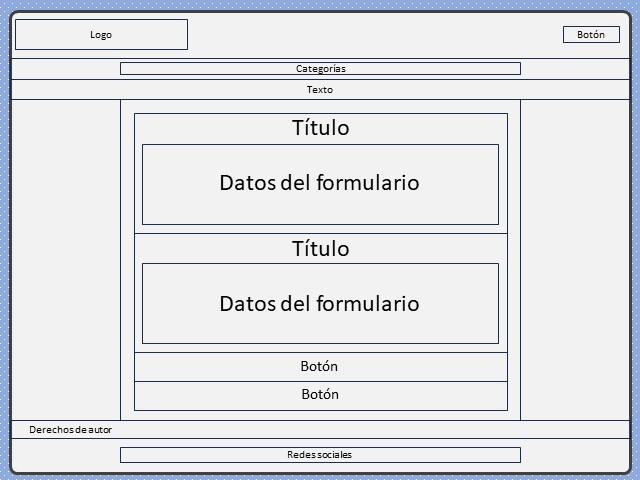 Logo
Botón
Categorías
Texto
Título
Datos del formulario
Título
Datos del formulario
Botón
Botón
Derechos de autor
Redes sociales